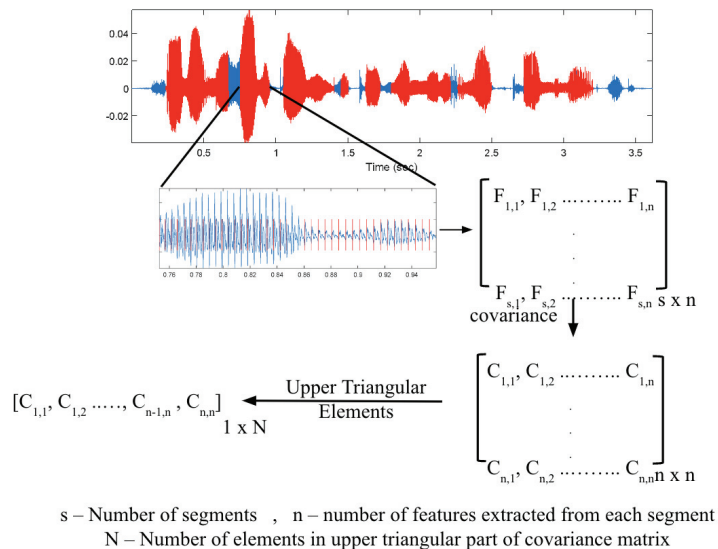 0.04
0.02
0
-0.02
0.5 1 1.5 2 2.5 3 3.5
Time (sec)
0.76 0.78 0.8 0.82 0.84 0.86 0.88 0.9 0.92 0.94
F1,1, F1,2 ......... F1,n
.
.
.
Fs,1, Fs,2 ......... Fs,n s x n
covariance
C1,1, C1,2 ......... C1,n
.
.
.
Cn,1, Cn,2 ......... Cn,n n x n
Upper Triangular
Elements
[C1,1, C1,2 ....., Cn-1,n , Cn,n]
1 x N
s – Number of segments , n – number of features extracted from each segment
N – Number of elements in upper triangular part of covariance matrix